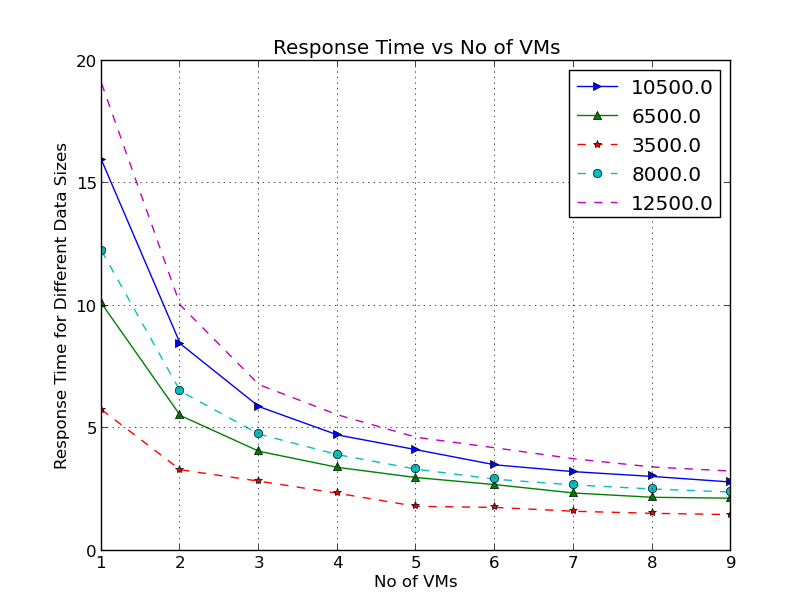 Response Time vs No of VMs
20
15
10
5
0
Response Time for Different Data Sizes
10500.0
6500.0
3500.0
8000.0
12500.0
1 2 3 4 5 6 7 8 9
No of VMs